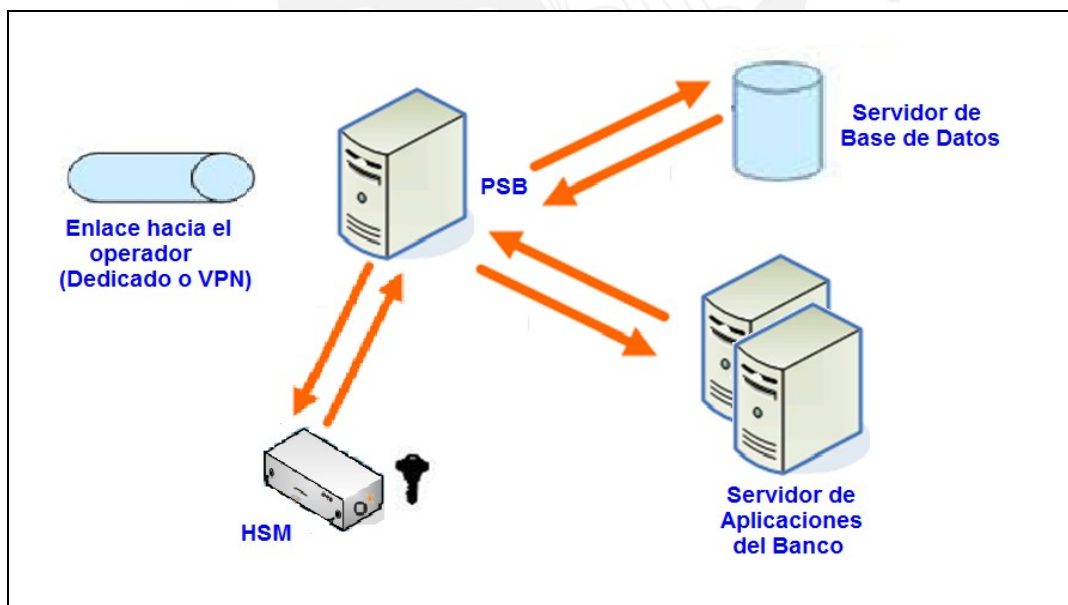 Servidor de
Base de Datos
PSB
Enlace hacia el
operador
(Dedicado o VPN)
HSM
Servidor de
Aplicaciones
del Banco